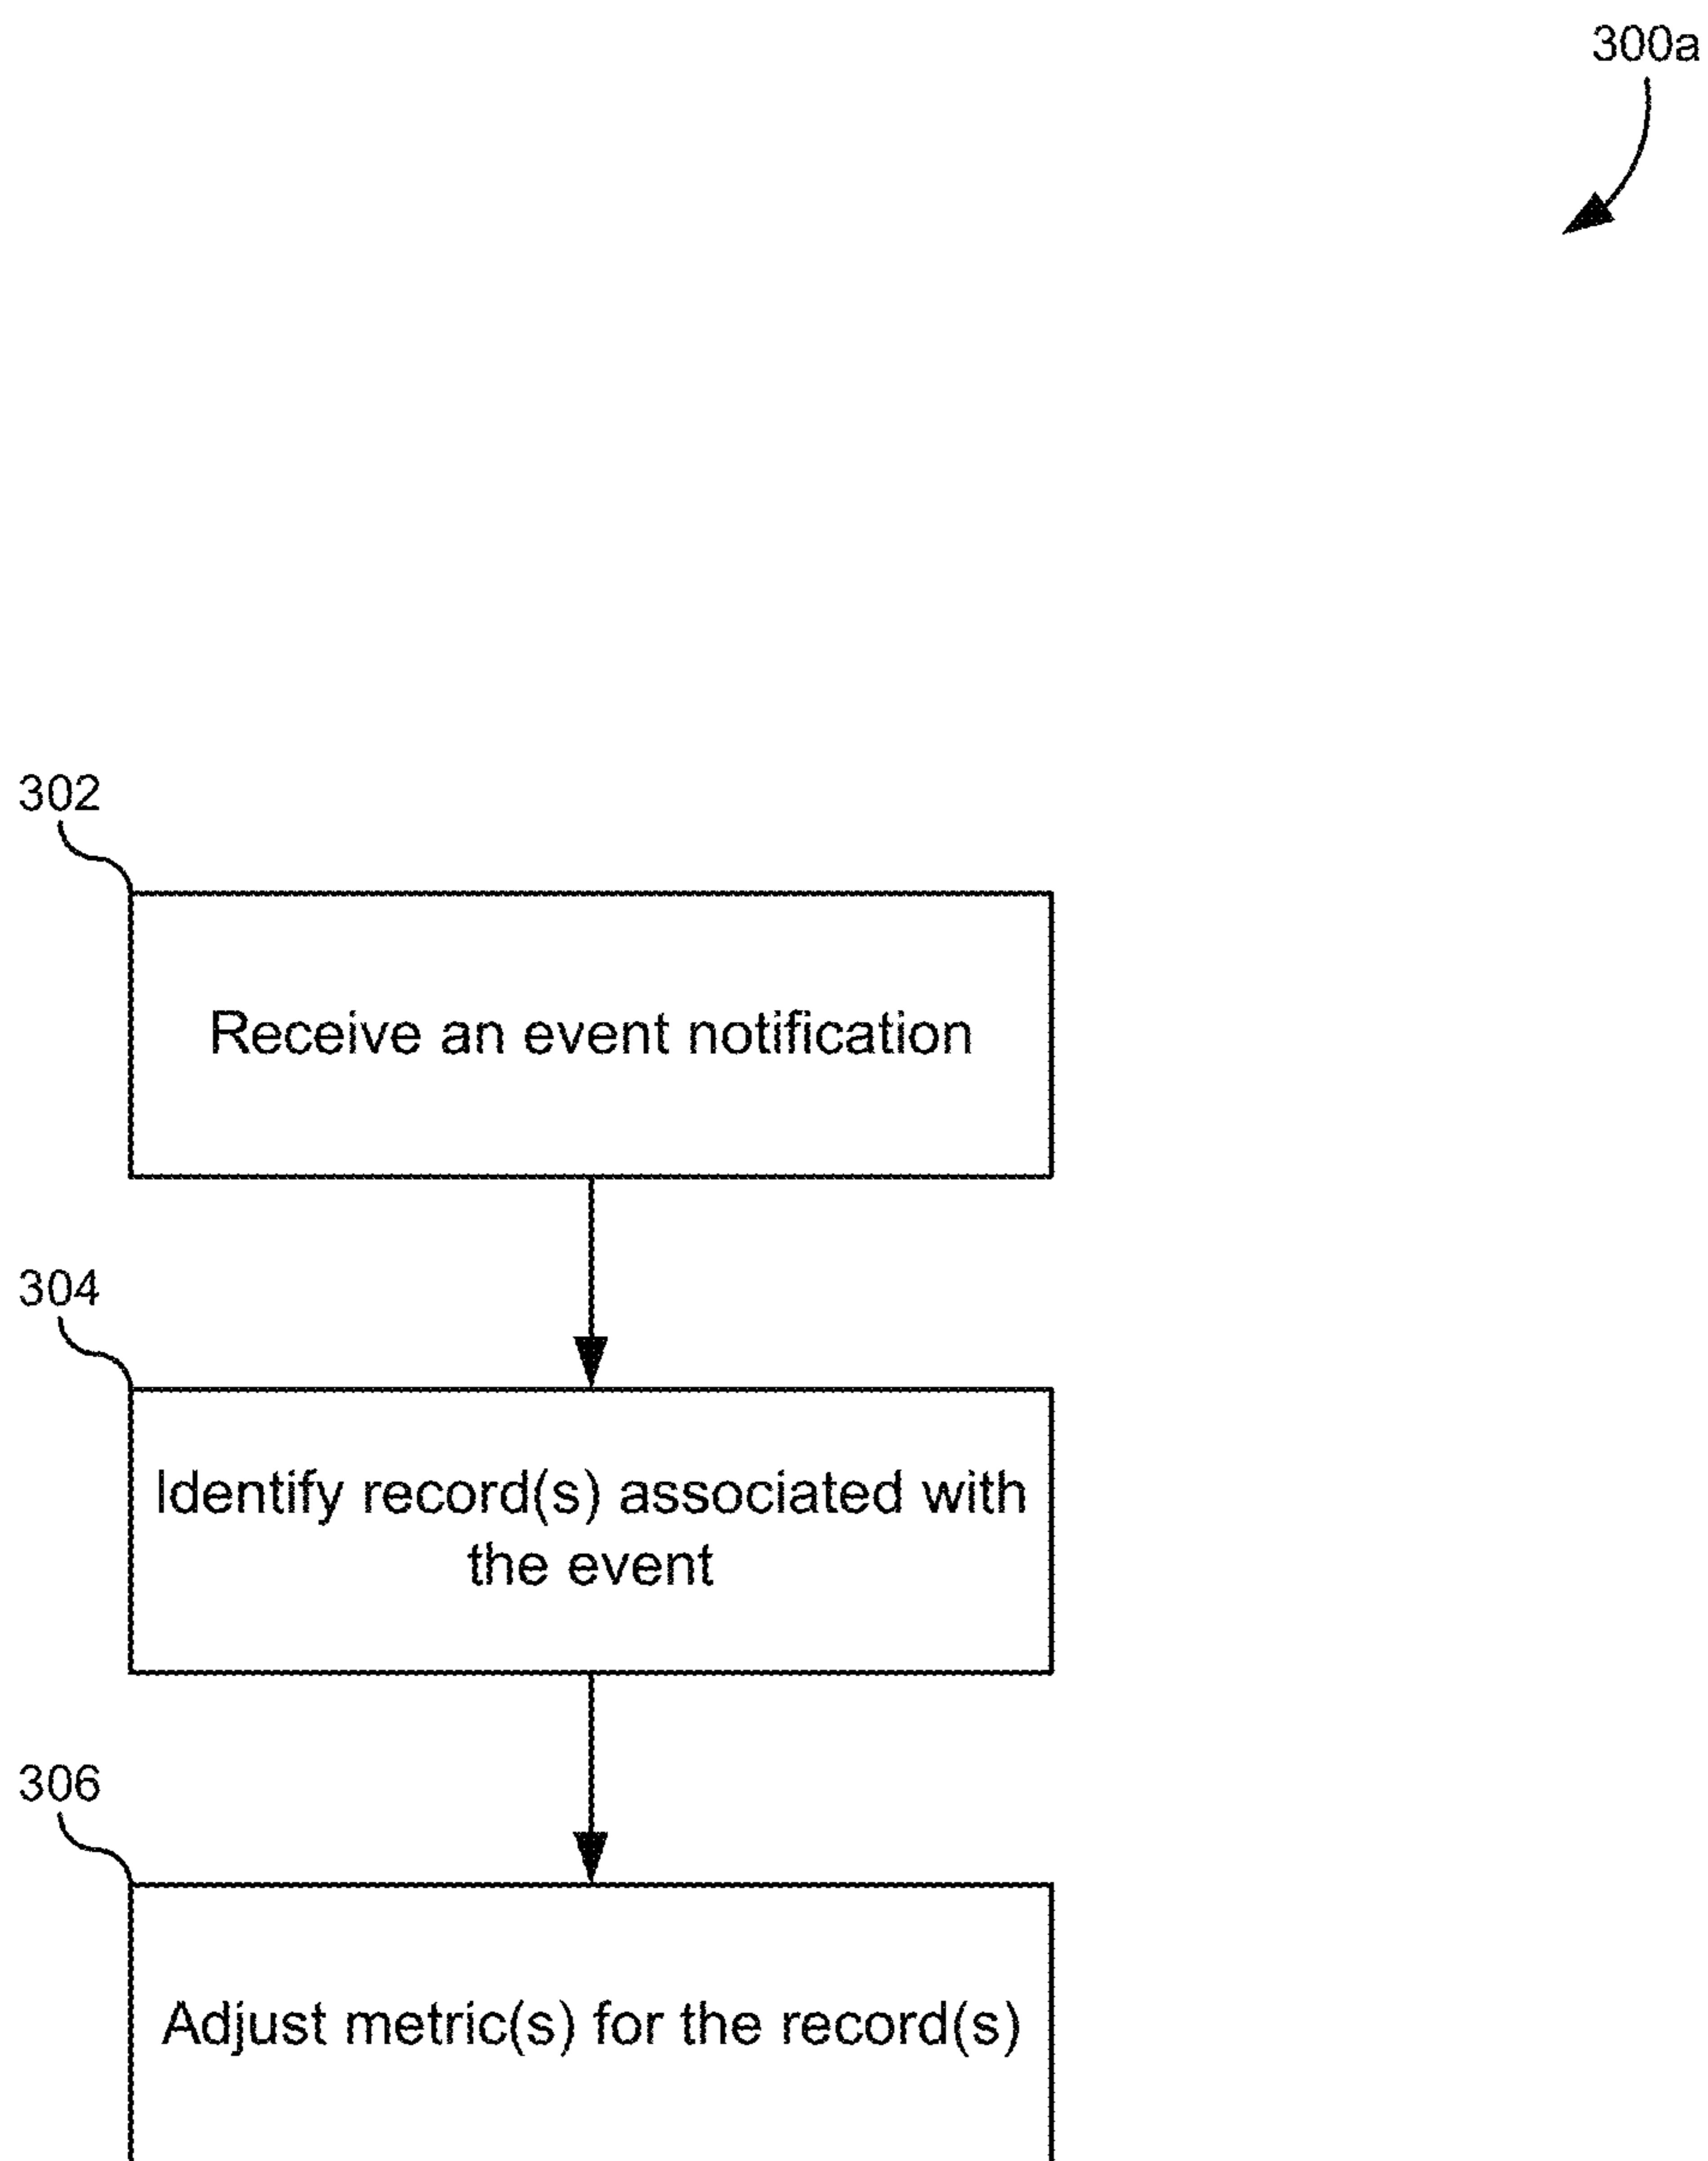 300a
302
Receive an event notification
304
Identify record(s) associated with
the event
306
Adjust metric(s) for the record(s)